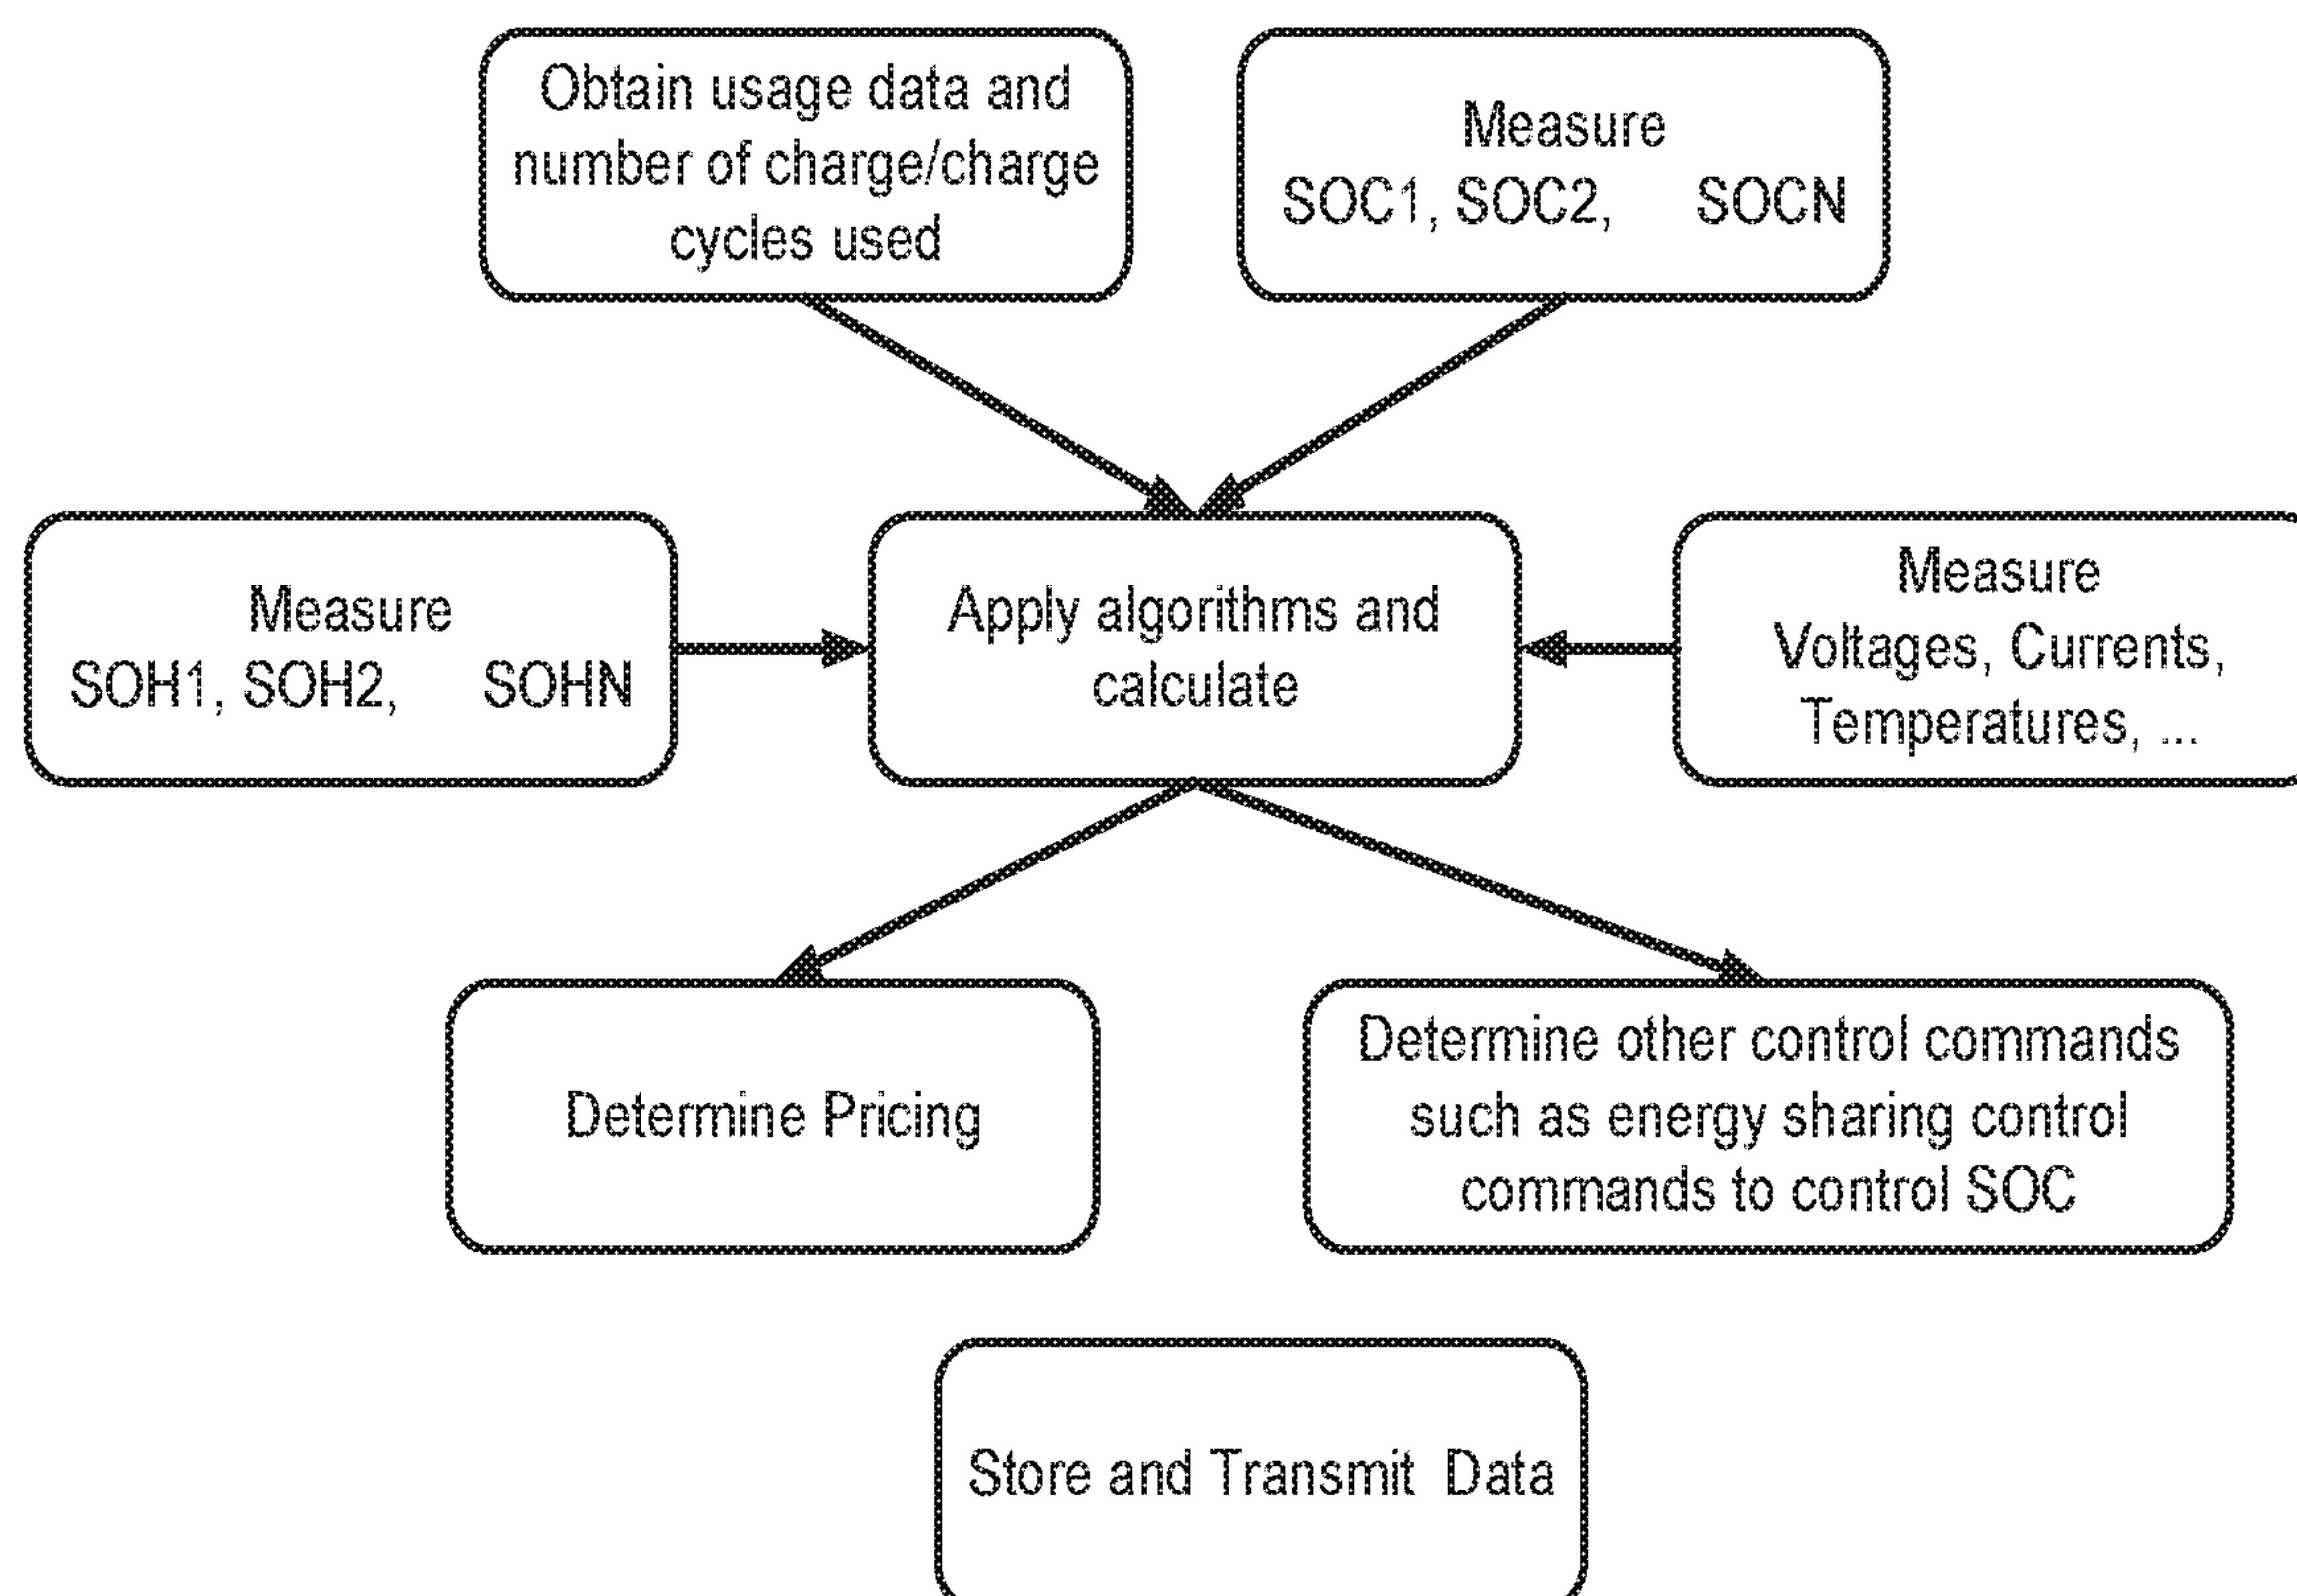 Obtain usage data and
number of charge/charge
cycles used
Measure
SOC1, SOC2, SOCN
Measure
SOH1, SOH2, SOHN
Apply algorithms and
calculate
Measure
Voltages, Currents,
Temperatures, ...
Determine Pricing
Determine other control commands
such as energy sharing control
commands to control SOC
Store and Transmit Data